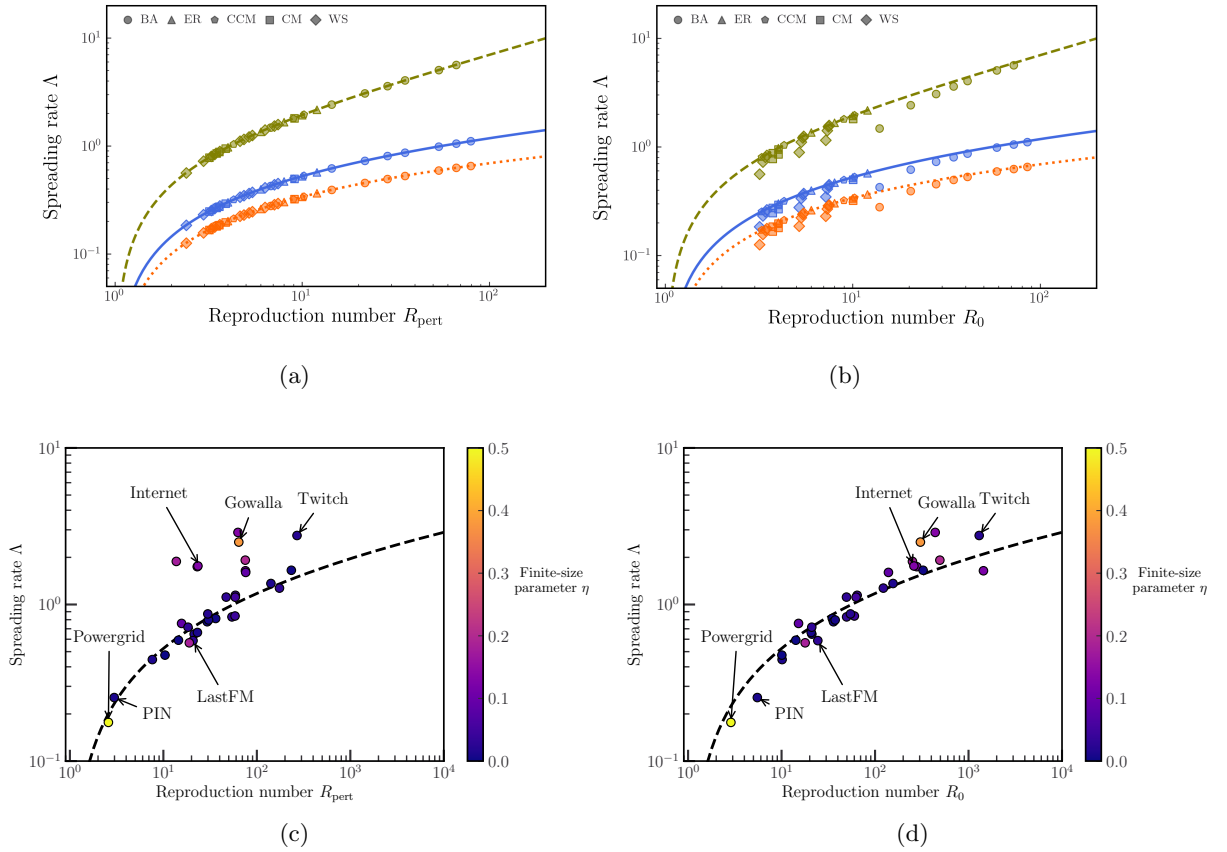 BA ER CCM CM WS
10^1
10^0
10^-1
Spreading rate Λ
10^0 10^1 10^2
Reproduction number R_pert
(a)
BA ER CCM CM WS
10^1
10^0
10^-1
Spreading rate Λ
10^0 10^1 10^2
Reproduction number R_0
(b)
10^1
10^0
10^-1
Spreading rate Λ
Internet
Gowalla
Twitch
Powergrid
LastFM
PIN
10^0 10^1 10^2 10^3 10^4
Reproduction number R_pert
0.5
0.4
0.3
0.2
0.1
0.0
Finite-size
parameter η
(c)
10^1
10^0
10^-1
Spreading rate Λ
Internet
Gowalla
Twitch
Powergrid
LastFM
PIN
10^0 10^1 10^2 10^3 10^4
Reproduction number R_0
0.5
0.4
0.3
0.2
0.1
0.0
Finite-size
parameter η
(d)